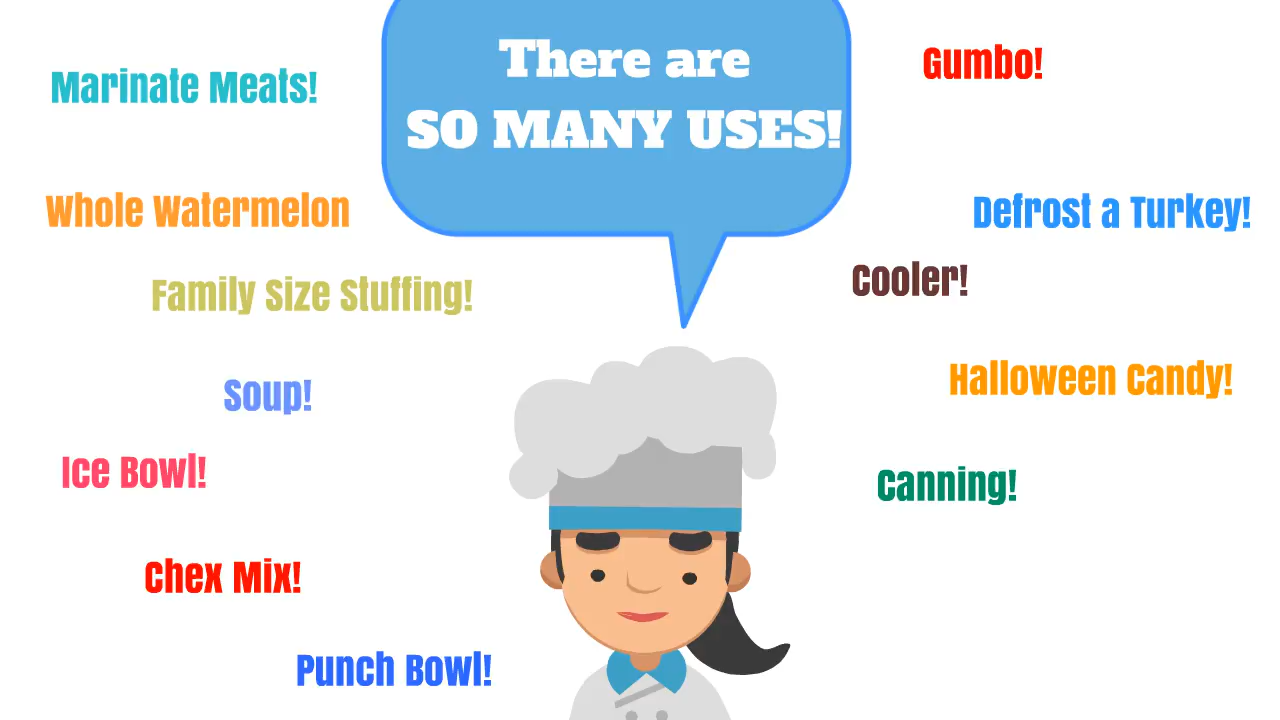 There are
SO MANY USES!
Marinate Meats!
Whole Watermelon
Family Size Stuffing!
Soup!
Ice Bowl!
Chex Mix!
Punch Bowl!
Gumbo!
Defrost a Turkey!
Cooler!
Halloween Candy!
Canning!